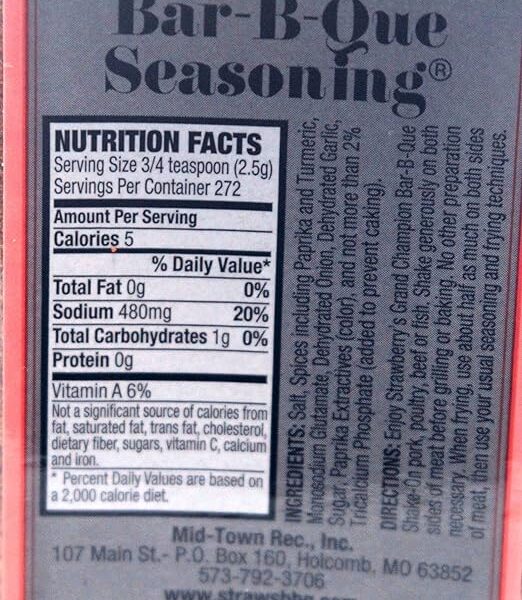 Bar-B-Que
Seasoning®
NUTRITION FACTS
Serving Size 3/4 teaspoon (2.5g)
Servings Per Container 272
Amount Per Serving
Calories 5
% Daily Value*
Total Fat 0g 0%
Sodium 480mg 20%
Total Carbohydrates 1g 0%
Protein 0g
Vitamin A 6%
Not a significant source of calories from
fat, saturated fat, trans fat, cholesterol,
dietary fiber, sugars, vitamin C, calcium
and iron.
* Percent Daily Values are based on
a 2,000 calorie diet.
INGREDIENTS: Salt, Spices including Paprika and Turmeric,
Monosodium Glutamate, Dehydrated Onion, Dehydrated Garlic,
Sugar, Paprika Extractives (color), and not more than 2%
Tricalcium Phosphate (added to prevent caking).
DIRECTIONS: Enjoy Strawberry's Grand Champion Bar-B-Que
Shake-On pork, poultry, beef or fish. Shake generously on both
sides of meat before grilling or baking. No other preparation
necessary. When frying, use about half as much on both sides
of meat, then use your usual seasoning and frying techniques.
Mid-Town Rec., Inc.
107 Main St.- P.O. Box 160, Holcomb, MO 63852
573-792-3706
www.strawsbbq.com